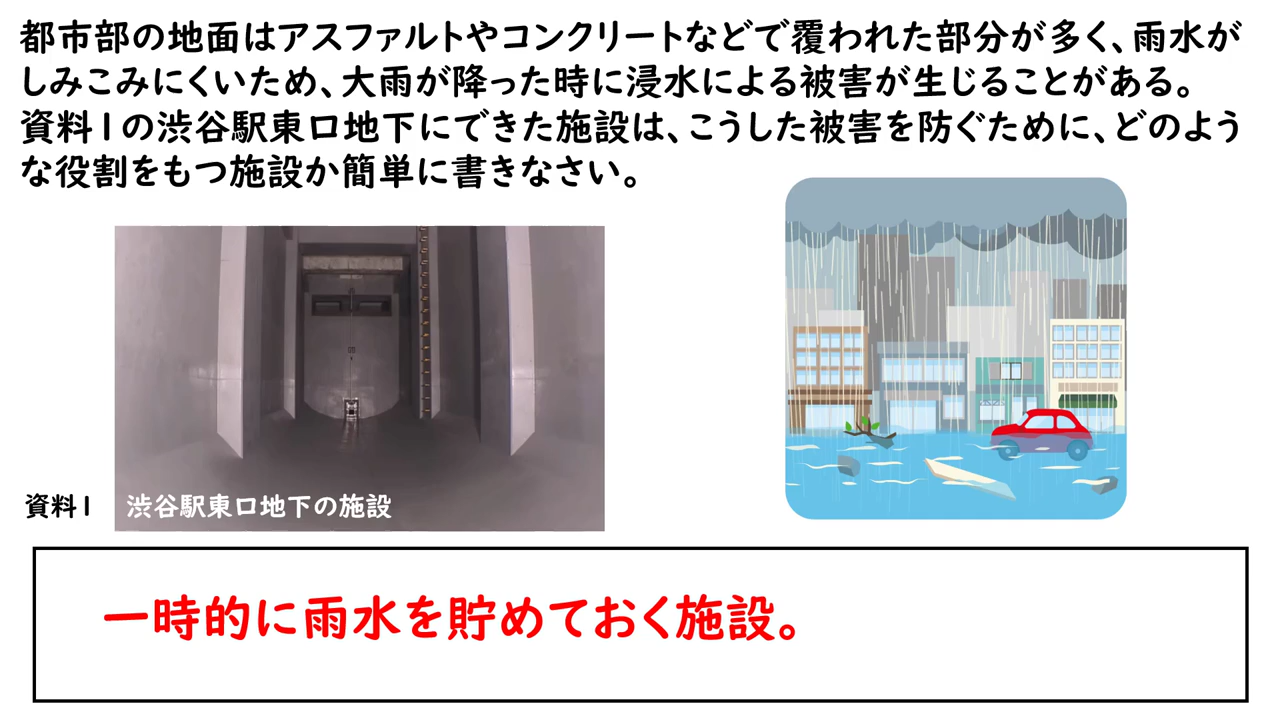 都市部の地面はアスファルトやコンクリートなどで覆われた部分が多く、雨水が
しみこみにくいため、大雨が降った時に浸水による被害が生じることがある。
資料1の渋谷駅東口地下にできた施設は、こうした被害を防ぐために、どのよう
な役割をもつ施設か簡単に書きなさい。
資料1
渋谷駅東口地下の施設
一時的に雨水を貯めておく施設。